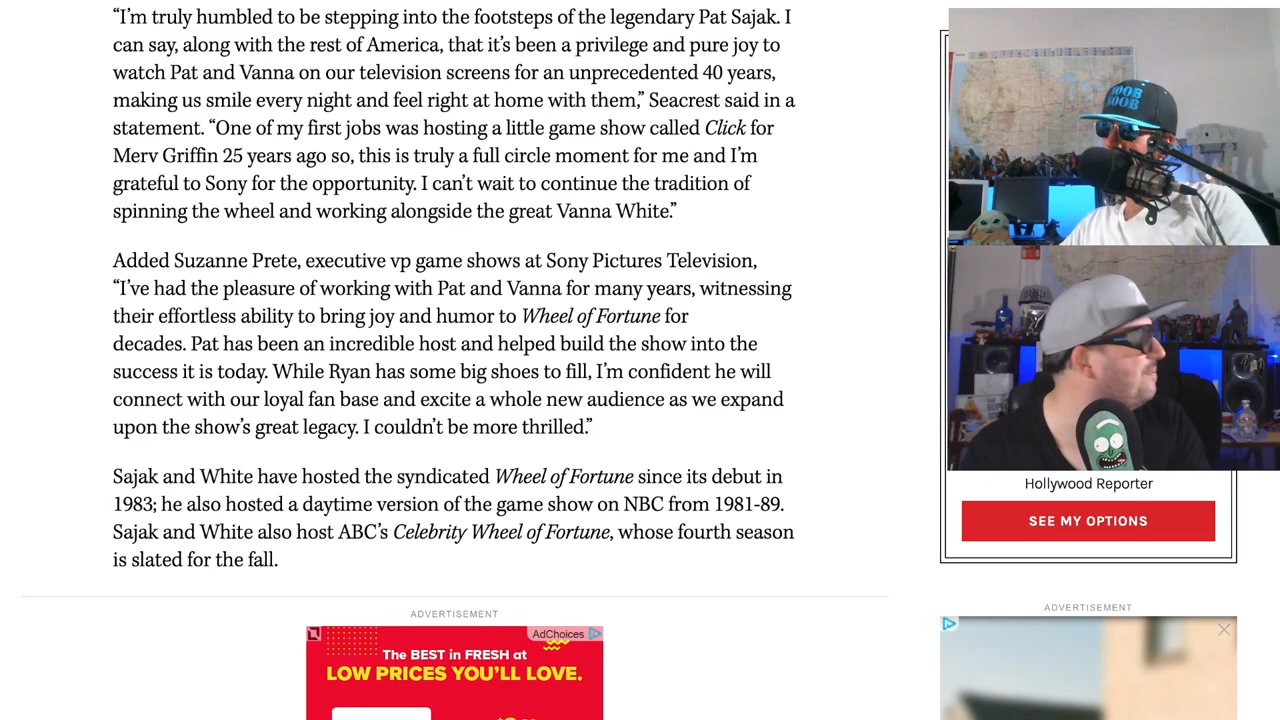 “I’m truly humbled to be stepping into the footsteps of the legendary Pat Sajak. I
can say, along with the rest of America, that it’s been a privilege and pure joy to
watch Pat and Vanna on our television screens for an unprecedented 40 years,
making us smile every night and feel right at home with them,” Seacrest said in a
statement. “One of my first jobs was hosting a little game show called Click for
Merv Griffin 25 years ago so, this is truly a full circle moment for me and I’m
grateful to Sony for the opportunity. I can’t wait to continue the tradition of
spinning the wheel and working alongside the great Vanna White.”
Added Suzanne Prete, executive vp game shows at Sony Pictures Television,
“I’ve had the pleasure of working with Pat and Vanna for many years, witnessing
their effortless ability to bring joy and humor to Wheel of Fortune for
decades. Pat has been an incredible host and helped build the show into the
success it is today. While Ryan has some big shoes to fill, I’m confident he will
connect with our loyal fan base and excite a whole new audience as we expand
upon the show’s great legacy. I couldn’t be more thrilled.”
Sajak and White have hosted the syndicated Wheel of Fortune since its debut in
1983; he also hosted a daytime version of the game show on NBC from 1981-89.
Sajak and White also host ABC’s Celebrity Wheel of Fortune, whose fourth season
is slated for the fall.
ADVERTISEMENT
AdChoices
The BEST in FRESH at
LOW PRICES YOU’LL LOVE.
NOOB
NOOB
Hollywood Reporter
SEE MY OPTIONS
ADVERTISEMENT